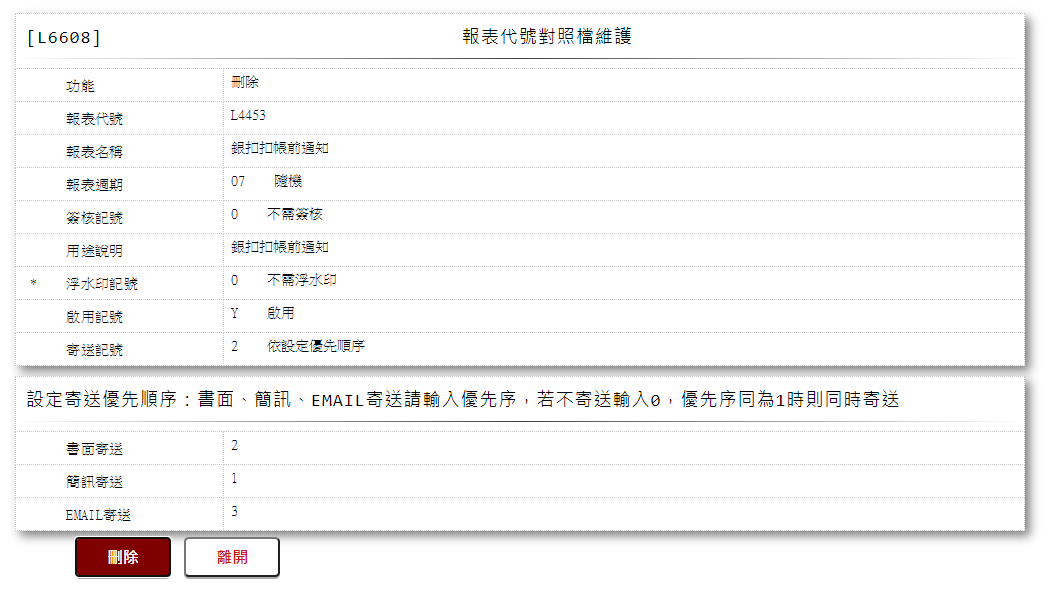 [L6608] 報表代號對照檔維護
功能 刪除
報表代號 L4453
報表名稱 銀扣扣帳前通知
報表週期 07 隨機
簽核記號 0 不需簽核
用途說明 銀扣扣帳前通知
* 浮水印記號 0 不需浮水印
啟用記號 Y 啟用
寄送記號 2 依設定優先順序
設定寄送優先順序：書面、簡訊、EMAIL寄送請輸入優先序，若不寄送輸入0，優先序同為1時則同時寄送
書面寄送 2
簡訊寄送 1
EMAIL寄送 3
刪除 離開